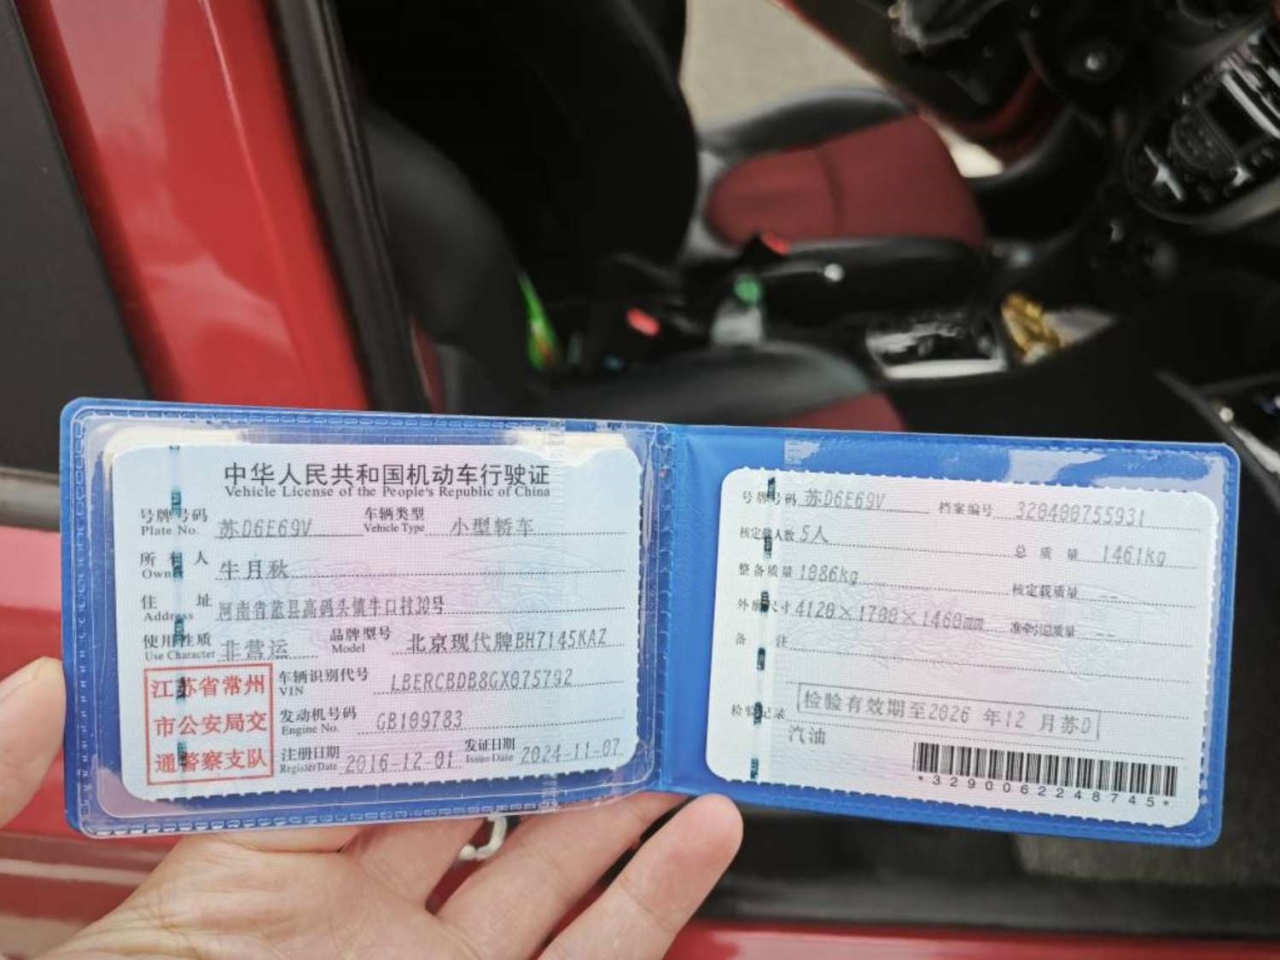 中华人民共和国机动车行驶证
Vehicle License of the People's Republic of China
号牌号码 苏D6E69V 车辆类型 小型轿车
Plate No. Vehicle Type
所有人 牛月秋
Owner
住址 河南省 县高码头镇牛口村30号
Address
使用性质 非营运 品牌型号 北京现代牌BH7145KAZ
Use Character Model
江苏省常州
市公安局交
通警察支队
车辆识别代号 LBERCBDB8GX075792
VIN
发动机号码 GB109783
Engine No.
注册日期 2016-12-01 发证日期 2024-11-07
Register Date Issue Date
号牌号码 苏D6E69V 档案编号 320400755931
核定载人数 5人 总质量 1461kg
整备质量 1086kg 核定载质量 --
外廓尺寸 4120×1700×1460mm 准牵引总质量 --
备注
检验有效期至2026年12月苏D
检验记录
汽油
*3290062248745*